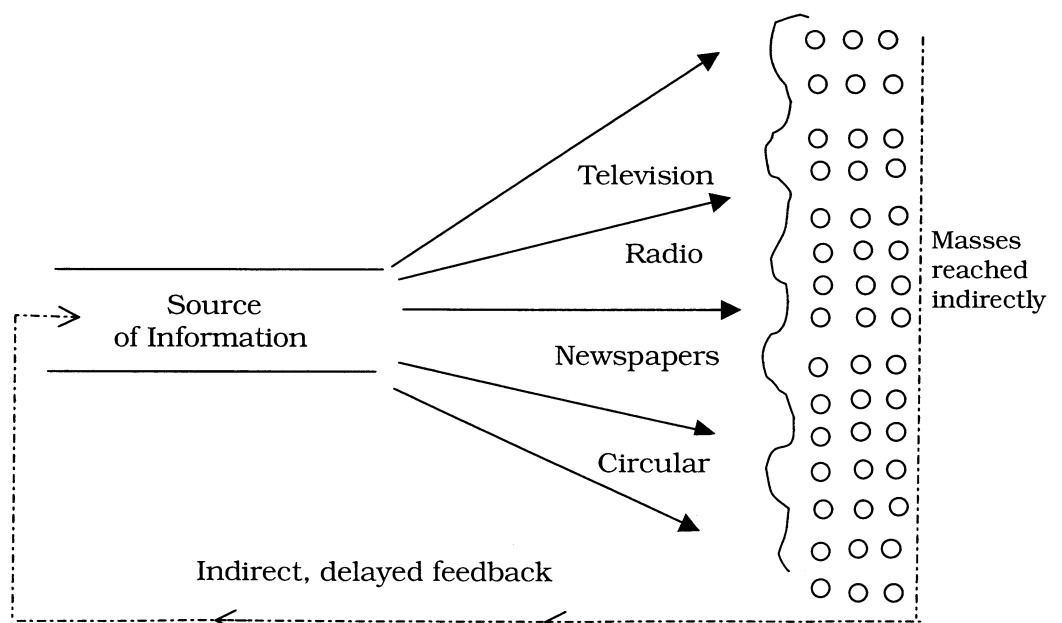 Television
Radio
Masses
reached
indirectly
Source
of Information
Newspapers
Circular
Indirect, delayed feedback